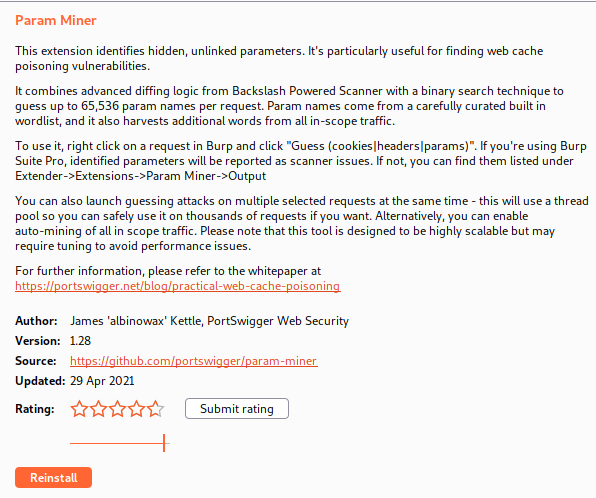 Param Miner
This extension identifies hidden, unlinked parameters. It's particularly useful for finding web cache
poisoning vulnerabilities.
It combines advanced diffing logic from Backslash Powered Scanner with a binary search technique to
guess up to 65,536 param names per request. Param names come from a carefully curated built in
wordlist, and it also harvests additional words from all in-scope traffic.
To use it, right click on a request in Burp and click "Guess (cookies|headers|params)". If you're using Burp
Suite Pro, identified parameters will be reported as scanner issues. If not, you can find them listed under
Extender->Extensions->Param Miner->Output
You can also launch guessing attacks on multiple selected requests at the same time - this will use a thread
pool so you can safely use it on thousands of requests if you want. Alternatively, you can enable
auto-mining of all in scope traffic. Please note that this tool is designed to be highly scalable but may
require tuning to avoid performance issues.
For further information, please refer to the whitepaper at
https://portswigger.net/blog/practical-web-cache-poisoning
Author: James 'albinowax' Kettle, PortSwigger Web Security
Version: 1.28
Source: https://github.com/portswigger/param-miner
Updated: 29 Apr 2021
Rating: Submit rating
Reinstall